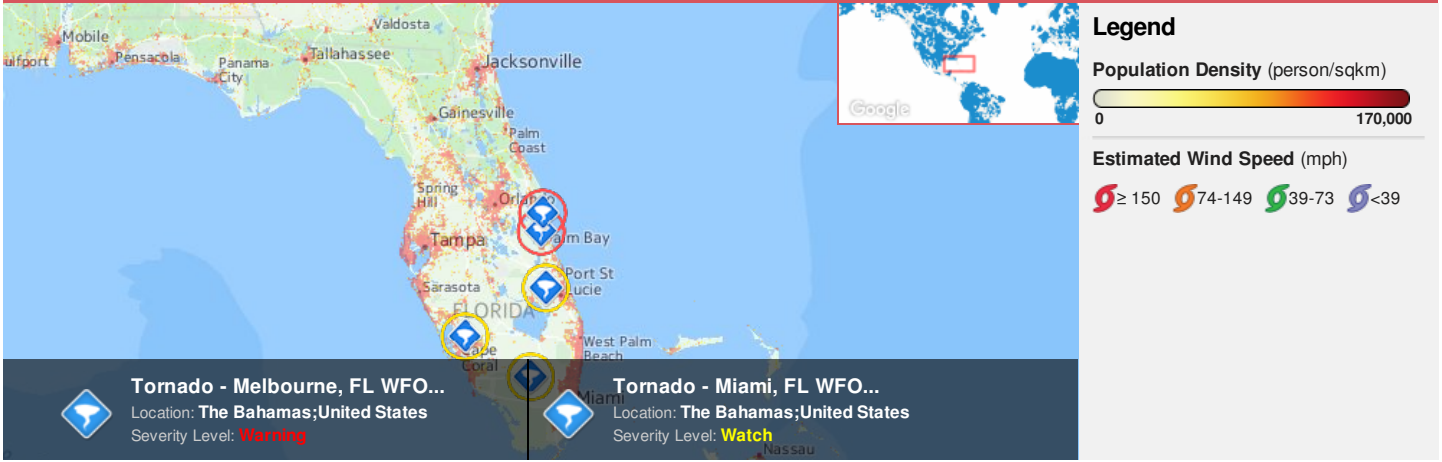 Valdosta
Mobile
ulfport
Pensacola
Tallahassee
Panama
City
Jacksonville
Gainesville
Palm
Coast
Spring
Hill
Orlando
Tampa
alm Bay
Port St
Lucie
Sarasota
FLORIDA
West Palm
Beach
Cape
Coral
Miami
Nassau
Google
Tornado - Melbourne, FL WFO...
Location: The Bahamas;United States
Severity Level: Warning
Tornado - Miami, FL WFO...
Location: The Bahamas;United States
Severity Level: Watch
Legend
Population Density (person/sqkm)
0 170,000
Estimated Wind Speed (mph)
≥ 150 74-149 39-73 <39